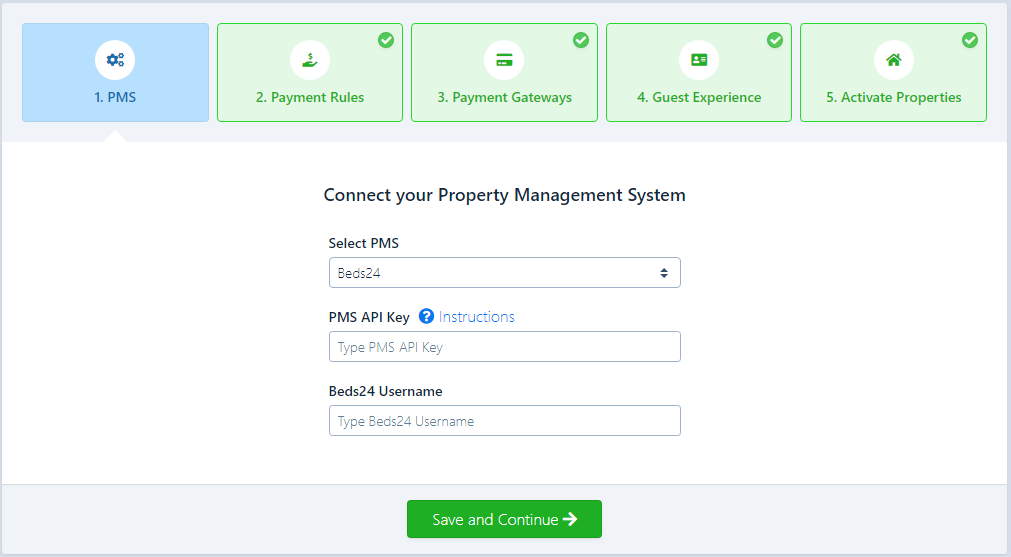 1. PMS
2. Payment Rules
3. Payment Gateways
4. Guest Experience
5. Activate Properties
Connect your Property Management System
Select PMS
Beds24
PMS API Key ? Instructions
Type PMS API Key
Beds24 Username
Type Beds24 Username
Save and Continue